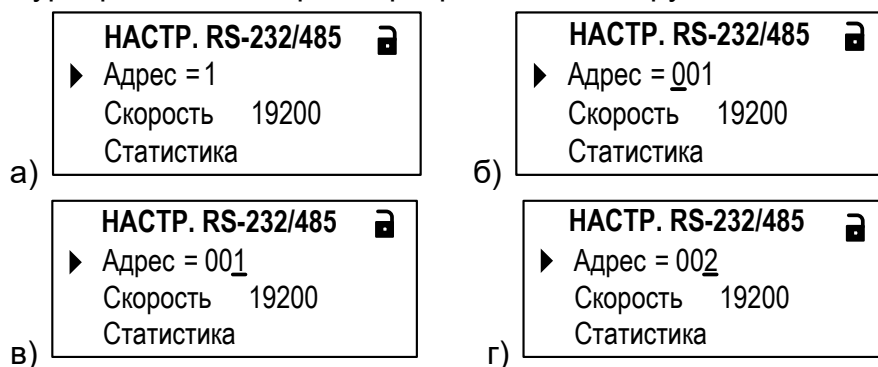 НАСТР. RS-232/485
Адрес = 1
Скорость 19200
Статистика
а)
НАСТР. RS-232/485
Адрес = 001
Скорость 19200
Статистика
б)
НАСТР. RS-232/485
Адрес = 001
Скорость 19200
Статистика
в)
НАСТР. RS-232/485
Адрес = 002
Скорость 19200
Статистика
г)